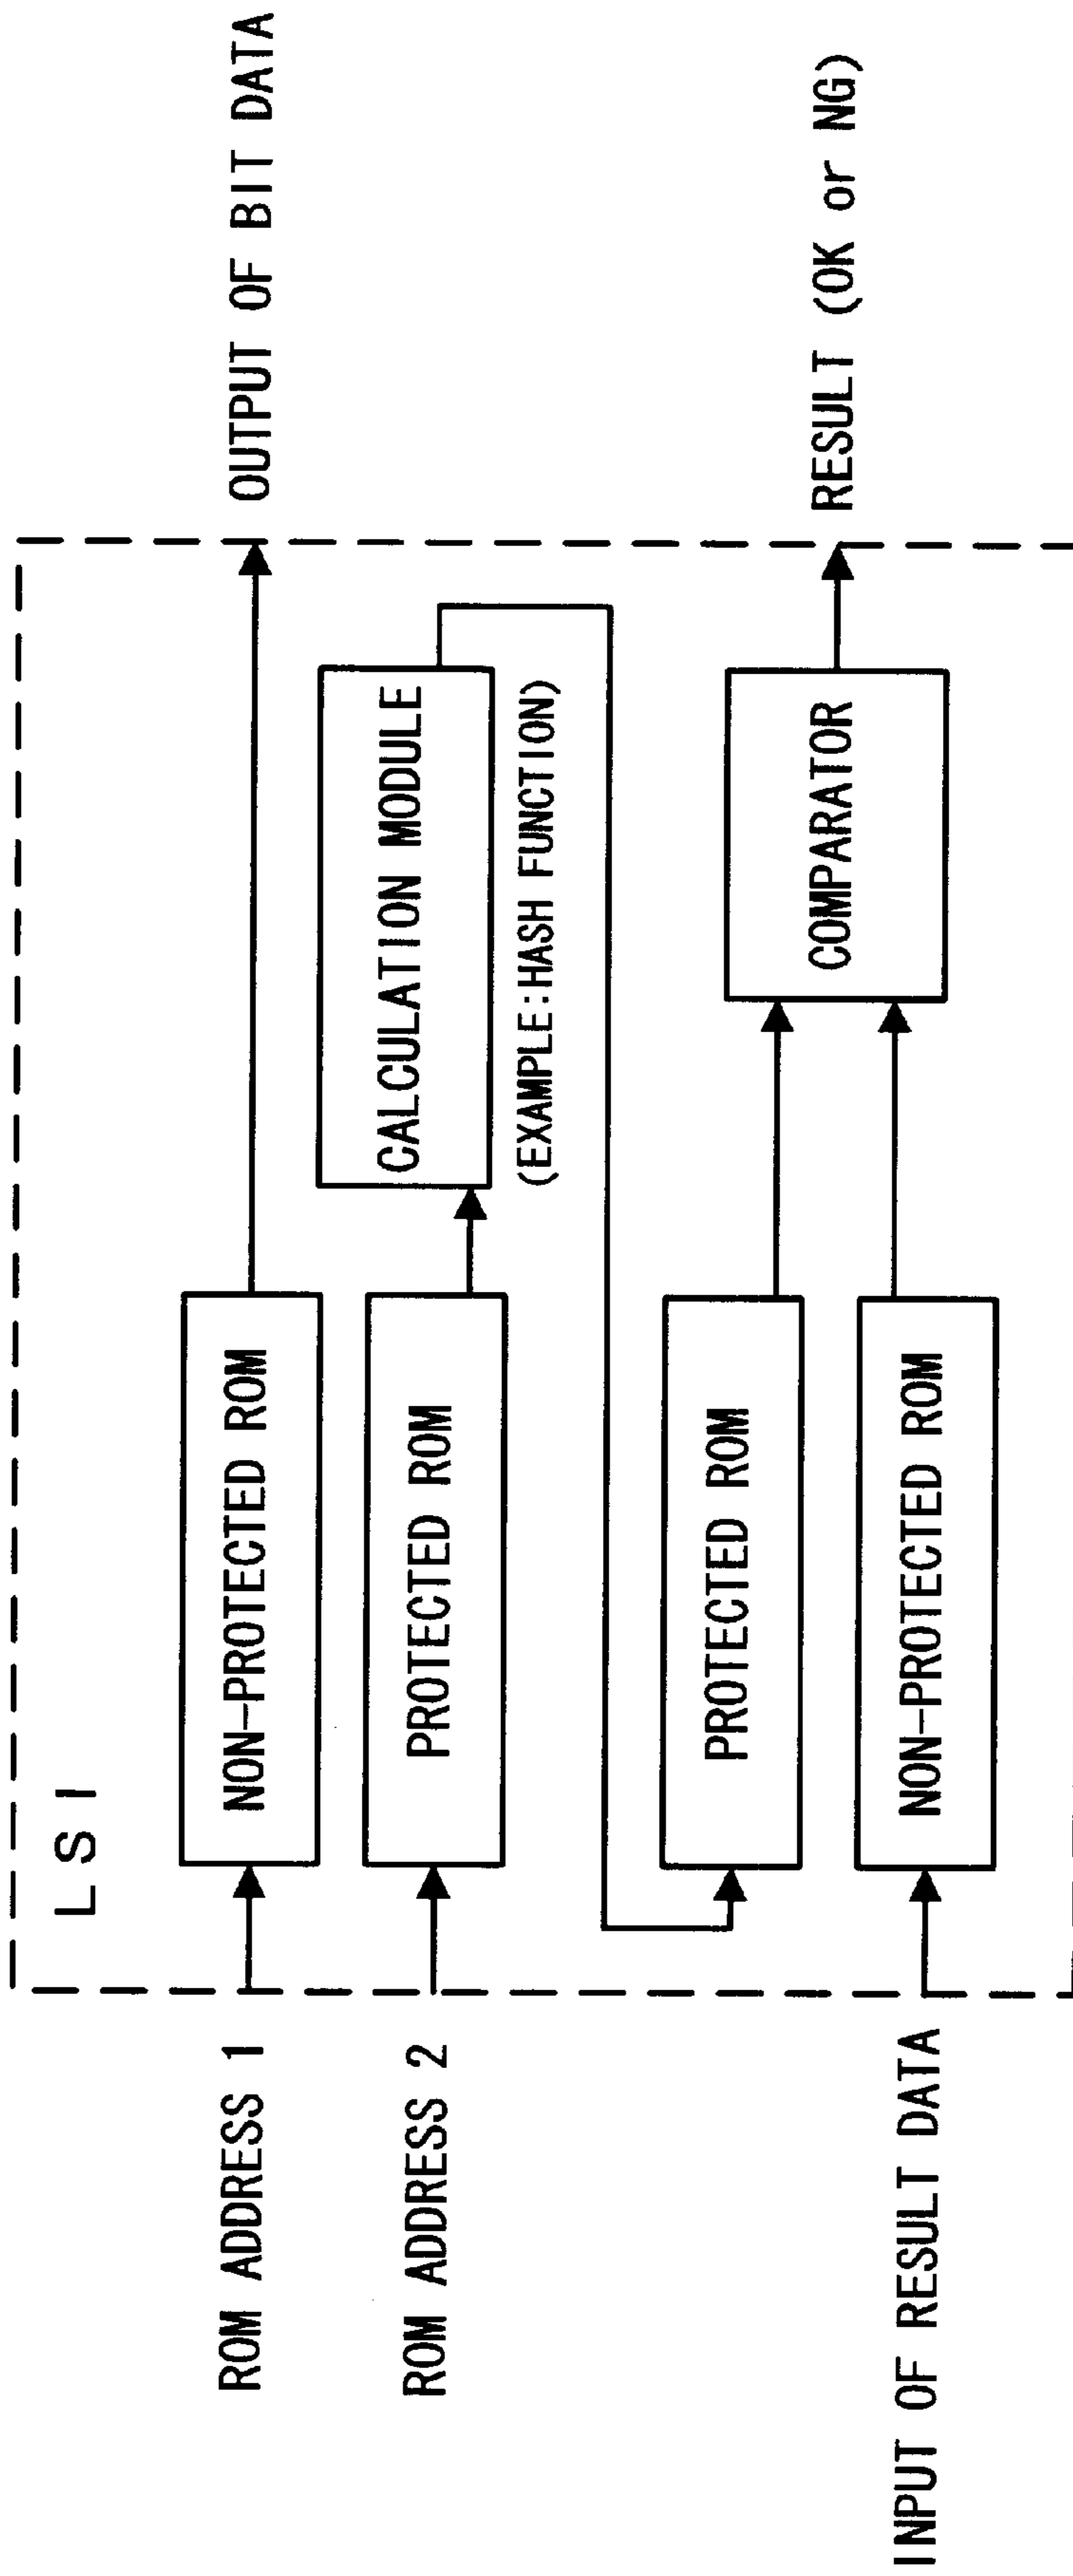 LSI
ROM ADDRESS 1
NON-PROTECTED ROM
OUTPUT OF BIT DATA
ROM ADDRESS 2
PROTECTED ROM
CALCULATION MODULE
(EXAMPLE:HASH FUNCTION)
PROTECTED ROM
COMPARATOR
RESULT (OK or NG)
INPUT OF RESULT DATA
NON-PROTECTED ROM